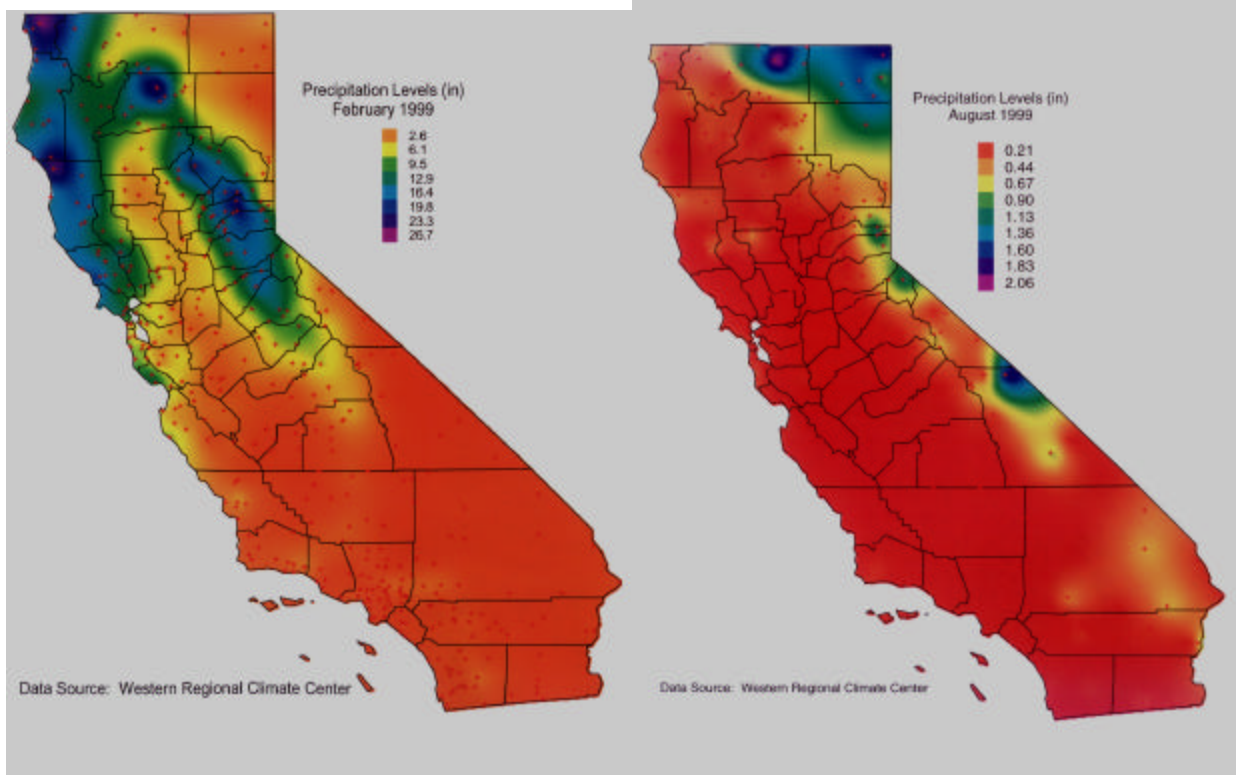 Precipitation Levels (in)
February 1999
2.6
6.1
9.5
12.9
16.4
19.8
23.3
26.7
Data Source: Western Regional Climate Center
Precipitation Levels (in)
August 1999
0.21
0.44
0.67
0.90
1.13
1.36
1.60
1.83
2.06
Data Source: Western Regional Climate Center